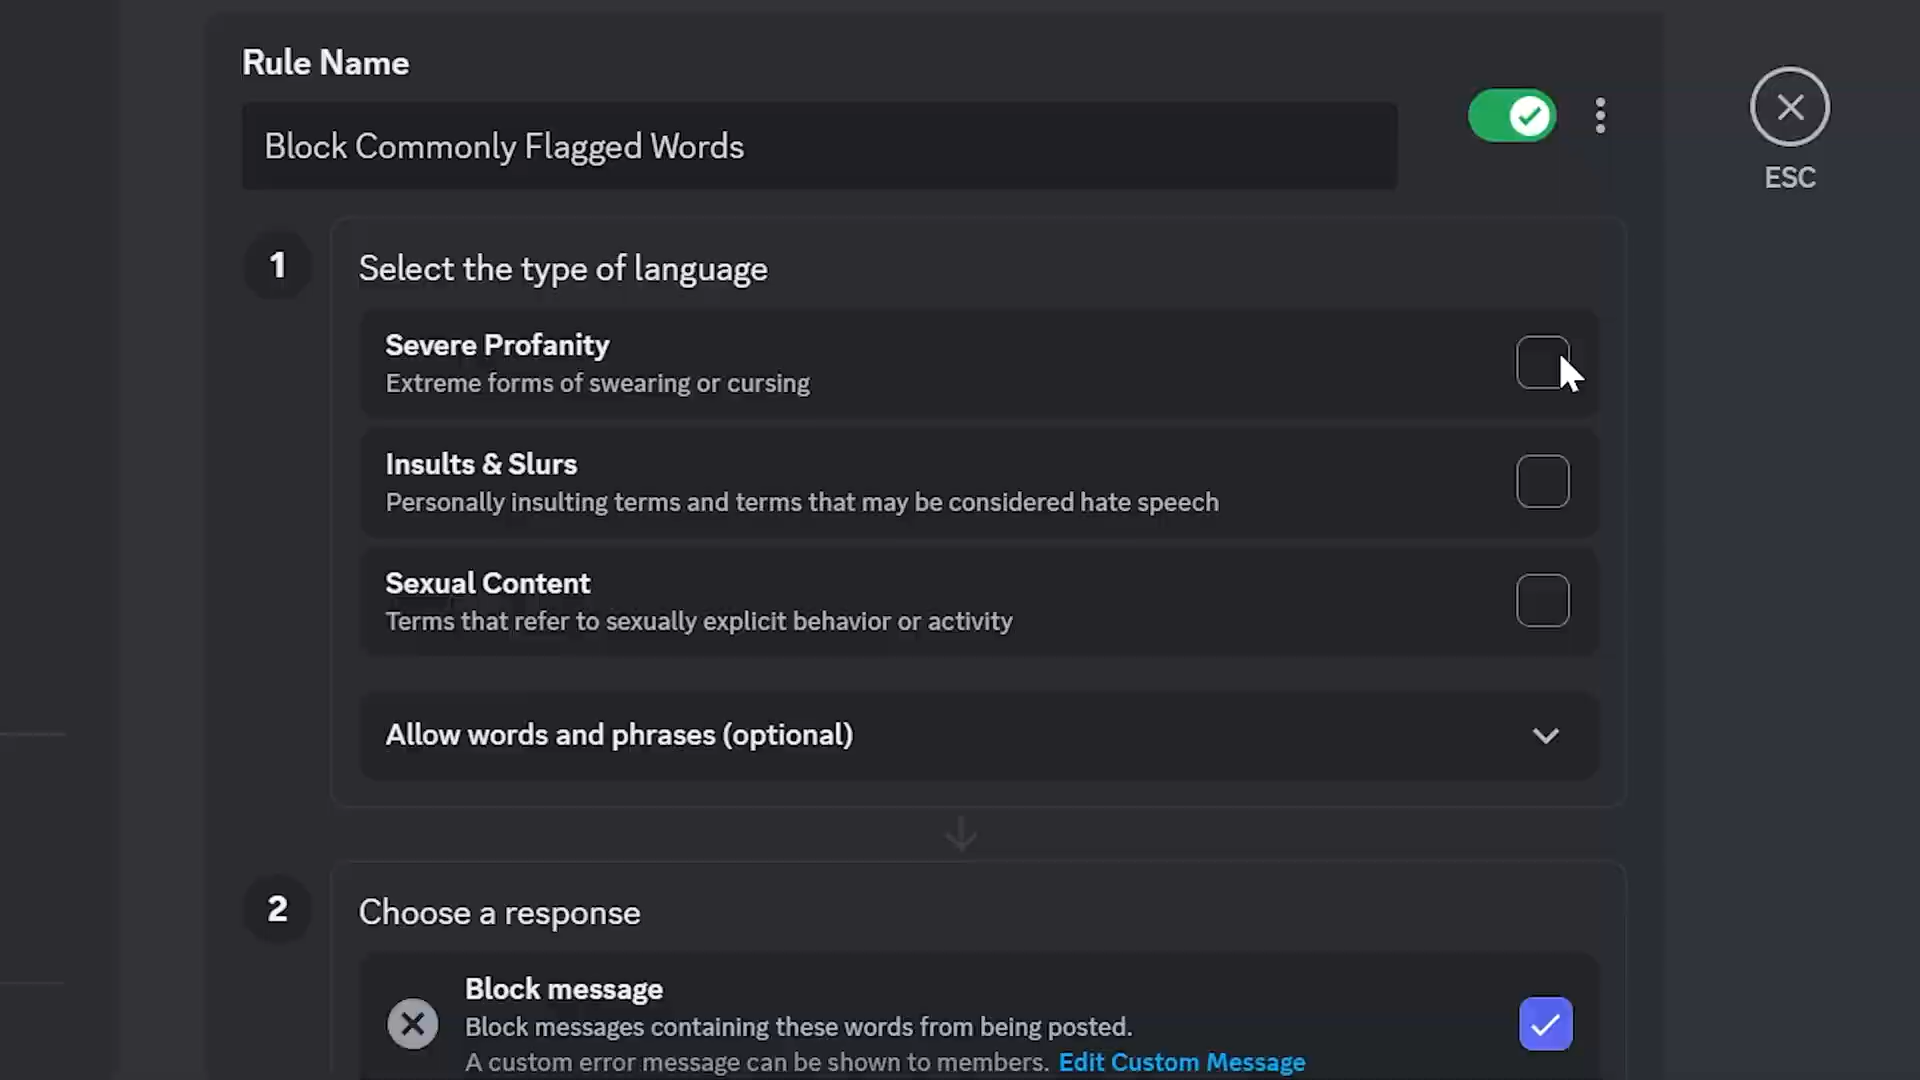 Rule Name
Block Commonly Flagged Words
ESC
1
Select the type of language
Severe Profanity
Extreme forms of swearing or cursing
Insults & Slurs
Personally insulting terms and terms that may be considered hate speech
Sexual Content
Terms that refer to sexually explicit behavior or activity
Allow words and phrases (optional)
2
Choose a response
Block message
Block messages containing these words from being posted.
A custom error message can be shown to members. Edit Custom Message